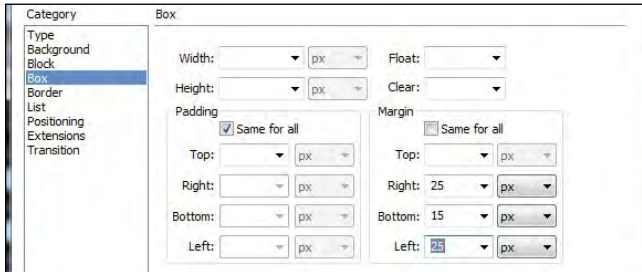 Category
Type
Background
Block
Box
Border
List
Positioning
Extensions
Transition
Box
Width: px Float:
Height: px Clear:
Padding
Same for all
Top: px
Right: px
Bottom: px
Left: px
Margin
Same for all
Top: px
Right: 25 px
Bottom: 15 px
Left: 25 px